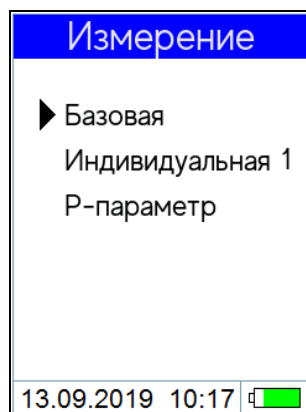 Измерение
Базовая
Индивидуальная 1
Р-параметр
13.09.2019 10:17